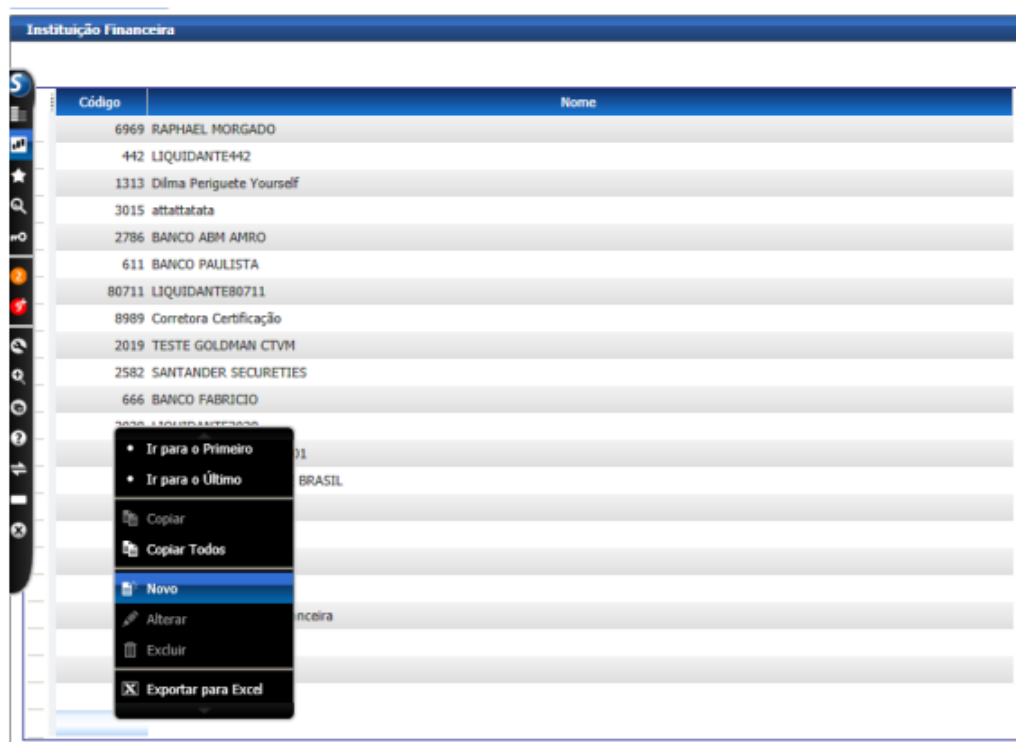 Instituição Financeira
Código Nome
6969 RAPHAEL MORGADO
442 LIQUIDANTE442
1313 Dilma Periguete Yourself
3015 attattatata
2786 BANCO ABM AMRO
611 BANCO PAULISTA
80711 LIQUIDANTE80711
8989 Corretora Certificação
2019 TESTE GOLDMAN CTVM
2582 SANTANDER SECURETIES
666 BANCO FABRICIO
Ir para o Primeiro
Ir para o Último
BRASIL
Copiar
Copiar Todos
Novo
Alterar
nceira
Excluir
Exportar para Excel